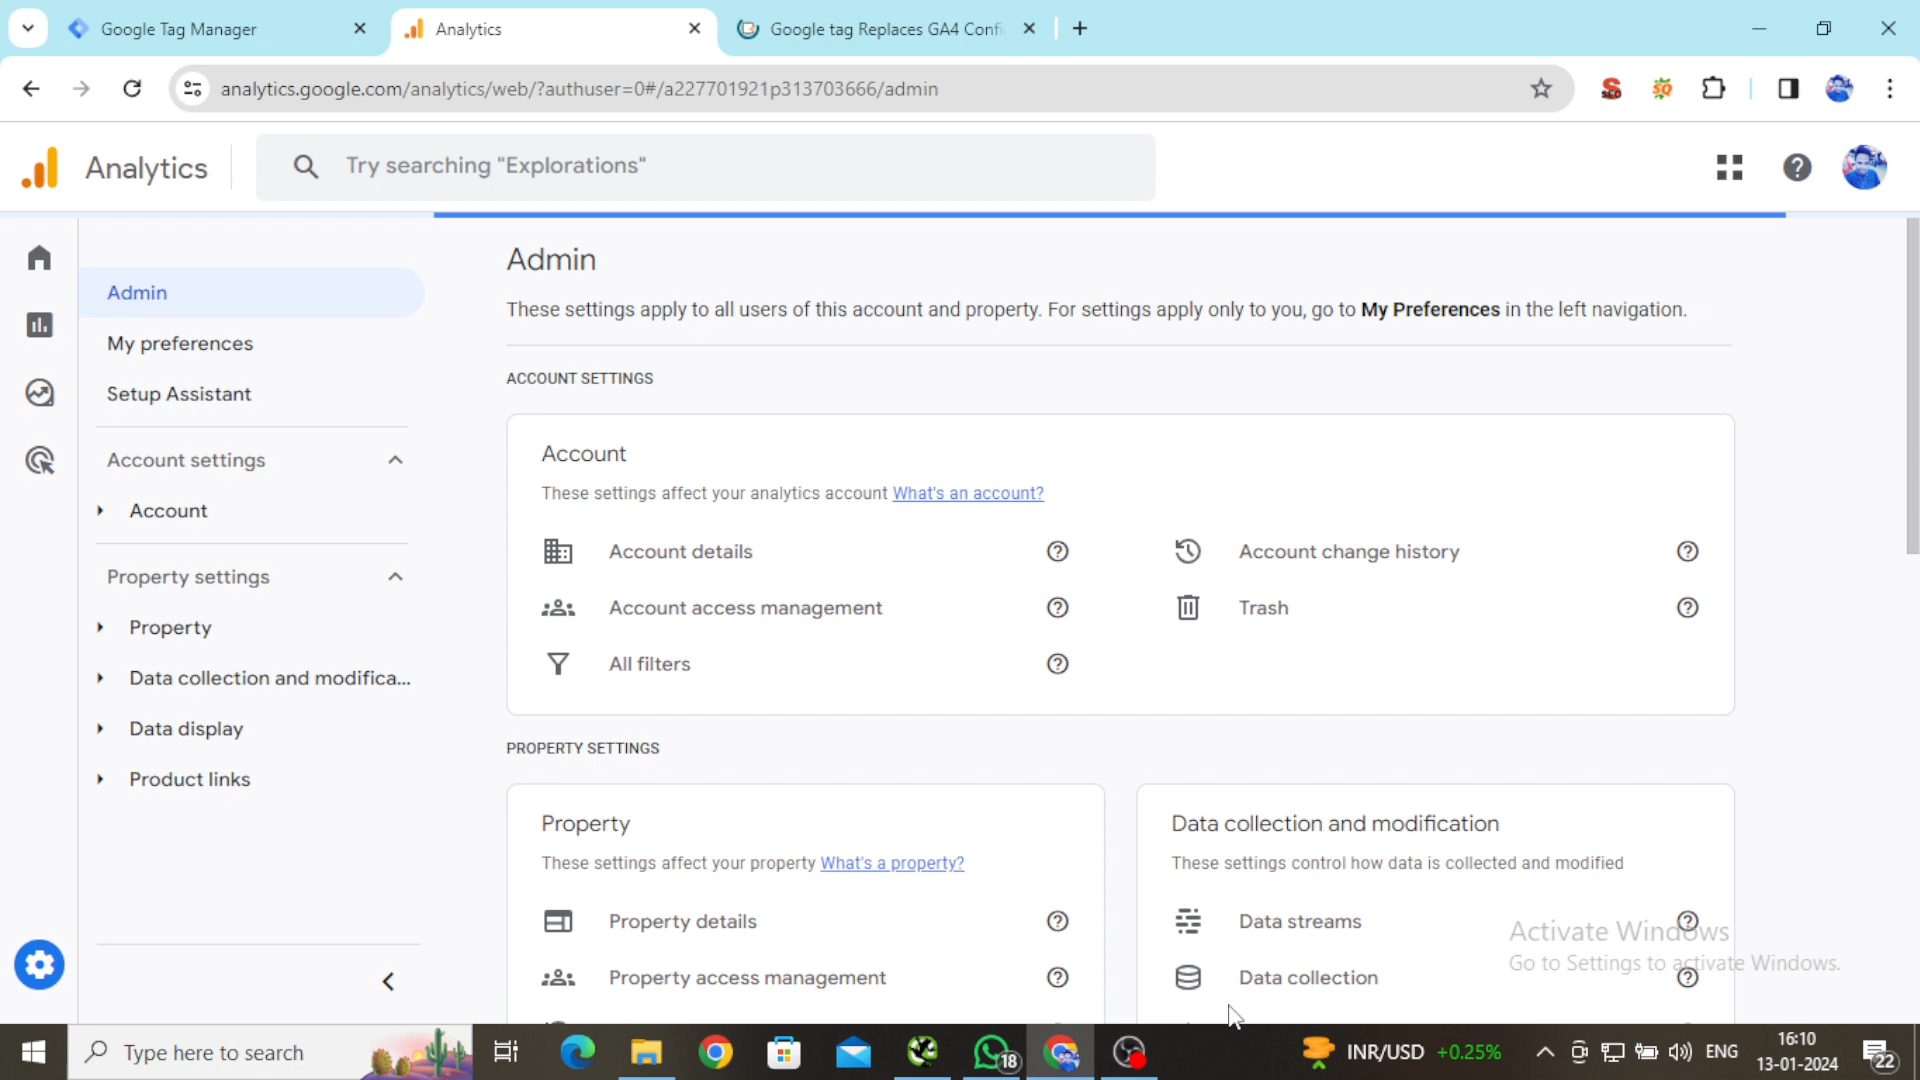 Google Tag Manager
Analytics
Google tag Replaces GA4 Confi
analytics.google.com/analytics/web/?authuser=0#/a227701921p313703666/admin
Analytics
Try searching "Explorations"
Admin
My preferences
Setup Assistant
Account settings
Account
Property settings
Property
Data collection and modifica...
Data display
Product links
Admin
These settings apply to all users of this account and property. For settings apply only to you, go to My Preferences in the left navigation.
ACCOUNT SETTINGS
Account
These settings affect your analytics account What's an account?
Account details
Account change history
Account access management
Trash
All filters
PROPERTY SETTINGS
Property
These settings affect your property What's a property?
Property details
Property access management
Data collection and modification
These settings control how data is collected and modified
Data streams
Data collection
Activate Windows
Go to Settings to activate Windows.
Type here to search
18
INR/USD +0.25%
ENG
16:10
13-01-2024
22